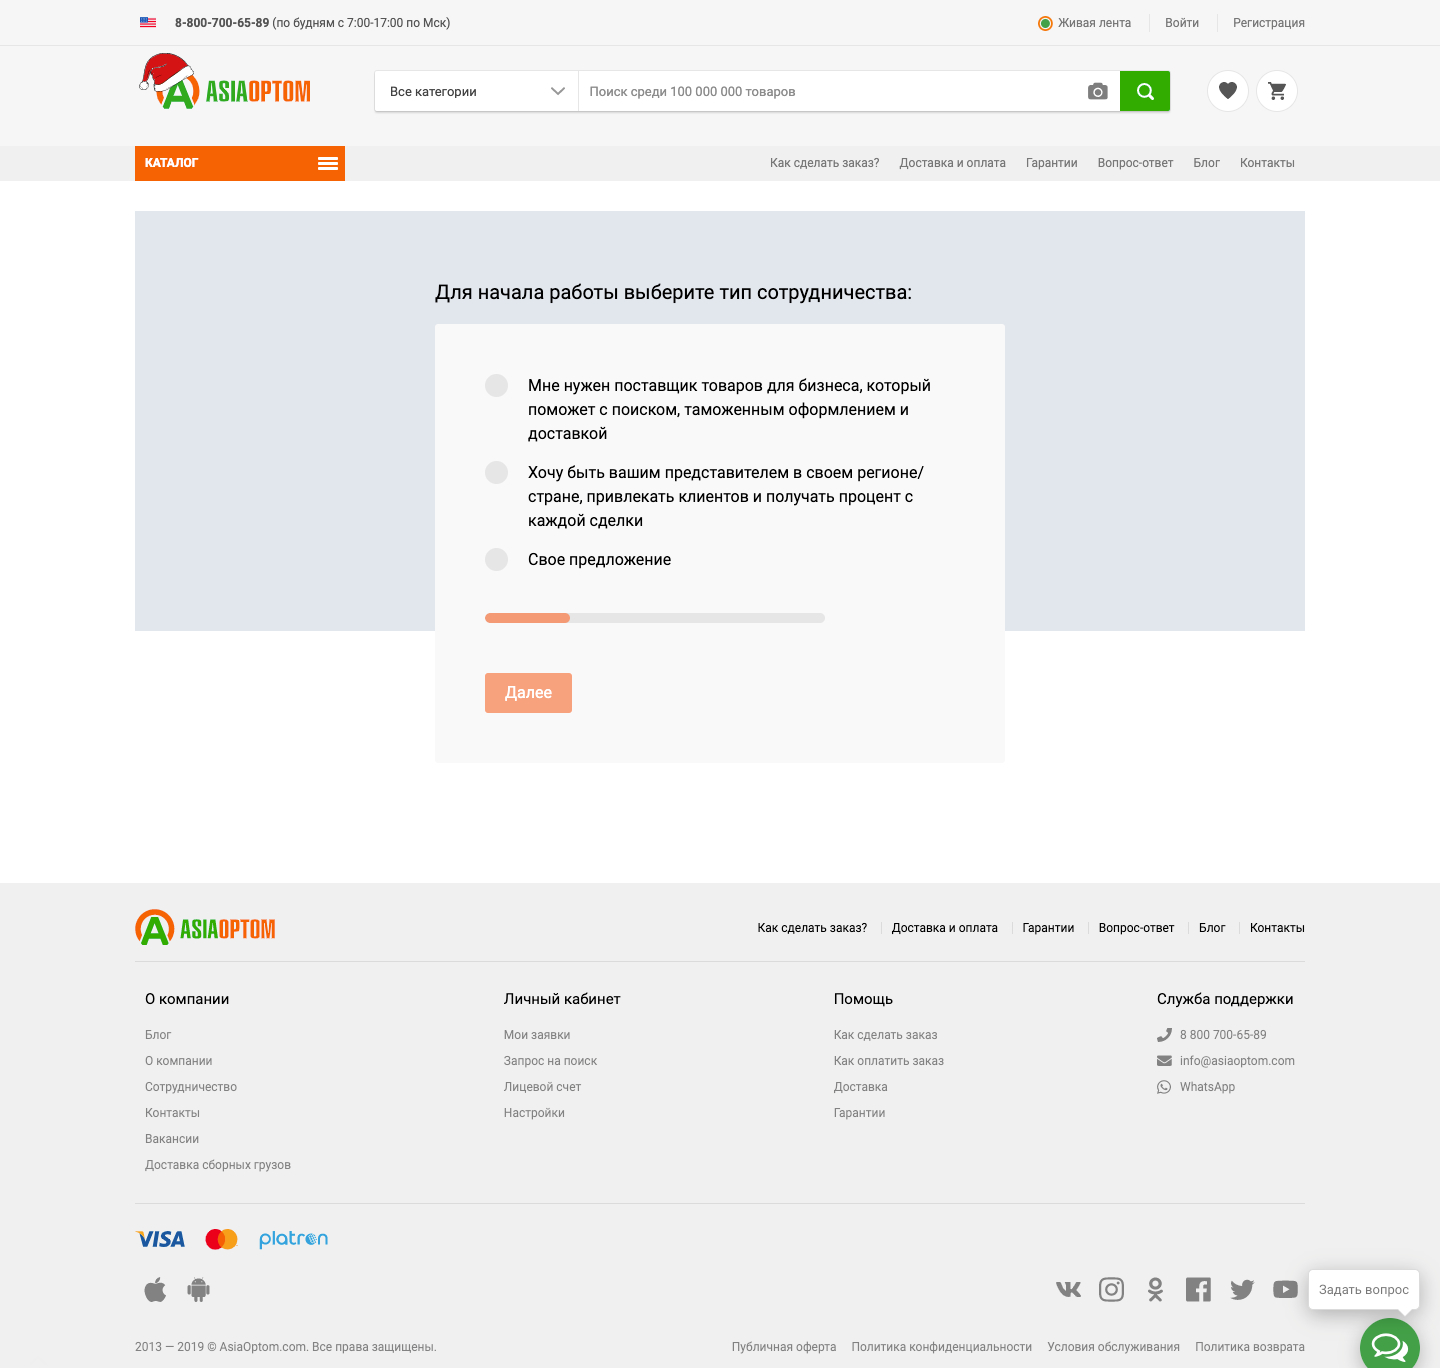 8-800-700-65-89 (по будням с 7:00-17:00 по Мск)
Живая лента
Войти
Регистрация
ASIAOPTOM
Все категории
Поиск среди 100 000 000 товаров
КАТАЛОГ
Как сделать заказ?
Доставка и оплата
Гарантии
Вопрос-ответ
Блог
Контакты
Для начала работы выберите тип сотрудничества:
Мне нужен поставщик товаров для бизнеса, который
поможет с поиском, таможенным оформлением и
доставкой
Хочу быть вашим представителем в своем регионе/
стране, привлекать клиентов и получать процент с
каждой сделки
Свое предложение
Далее
ASIAOPTOM
Как сделать заказ?
Доставка и оплата
Гарантии
Вопрос-ответ
Блог
Контакты
О компании
Блог
О компании
Сотрудничество
Контакты
Вакансии
Доставка сборных грузов
Личный кабинет
Мои заявки
Запрос на поиск
Лицевой счет
Настройки
Помощь
Как сделать заказ
Как оплатить заказ
Доставка
Гарантии
Служба поддержки
8 800 700-65-89
info@asiaoptom.com
WhatsApp
VISA
platron
Задать вопрос
2013 — 2019 © AsiaOptom.com. Все права защищены.
Публичная оферта
Политика конфиденциальности
Условия обслуживания
Политика возврата